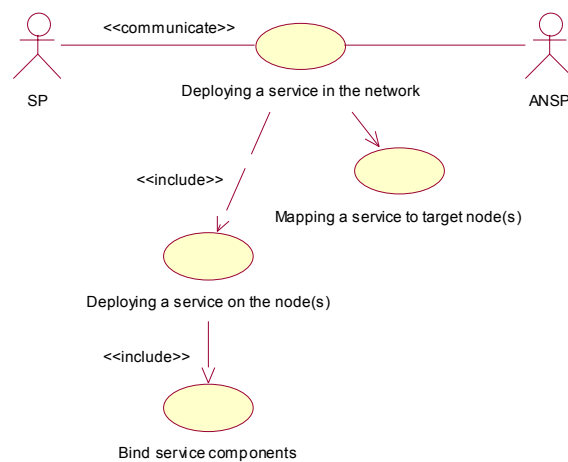 <<communicate>>
SP
Deploying a service in the network
ANSP
<<include>>
Mapping a service to target node(s)
Deploying a service on the node(s)
<<include>>
Bind service components